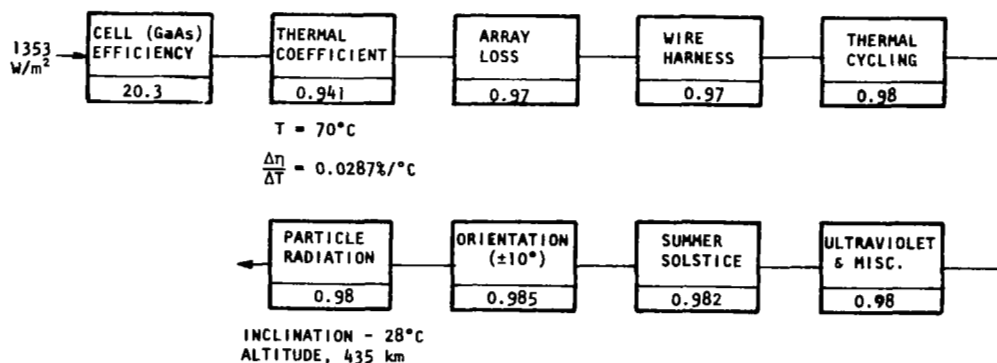 1353
W/m²
CELL (GaAs)
EFFICIENCY
20.3
THERMAL
COEFFICIENT
0.941
ARRAY
LOSS
0.97
WIRE
HARNESS
0.97
THERMAL
CYCLING
0.98
T = 70°C
Δη
ΔT
= 0.0287%/°C
PARTICLE
RADIATION
0.98
ORIENTATION
(±10°)
0.985
SUMMER
SOLSTICE
0.982
ULTRAVIOLET
& MISC.
0.98
INCLINATION - 28°C
ALTITUDE, 435 km